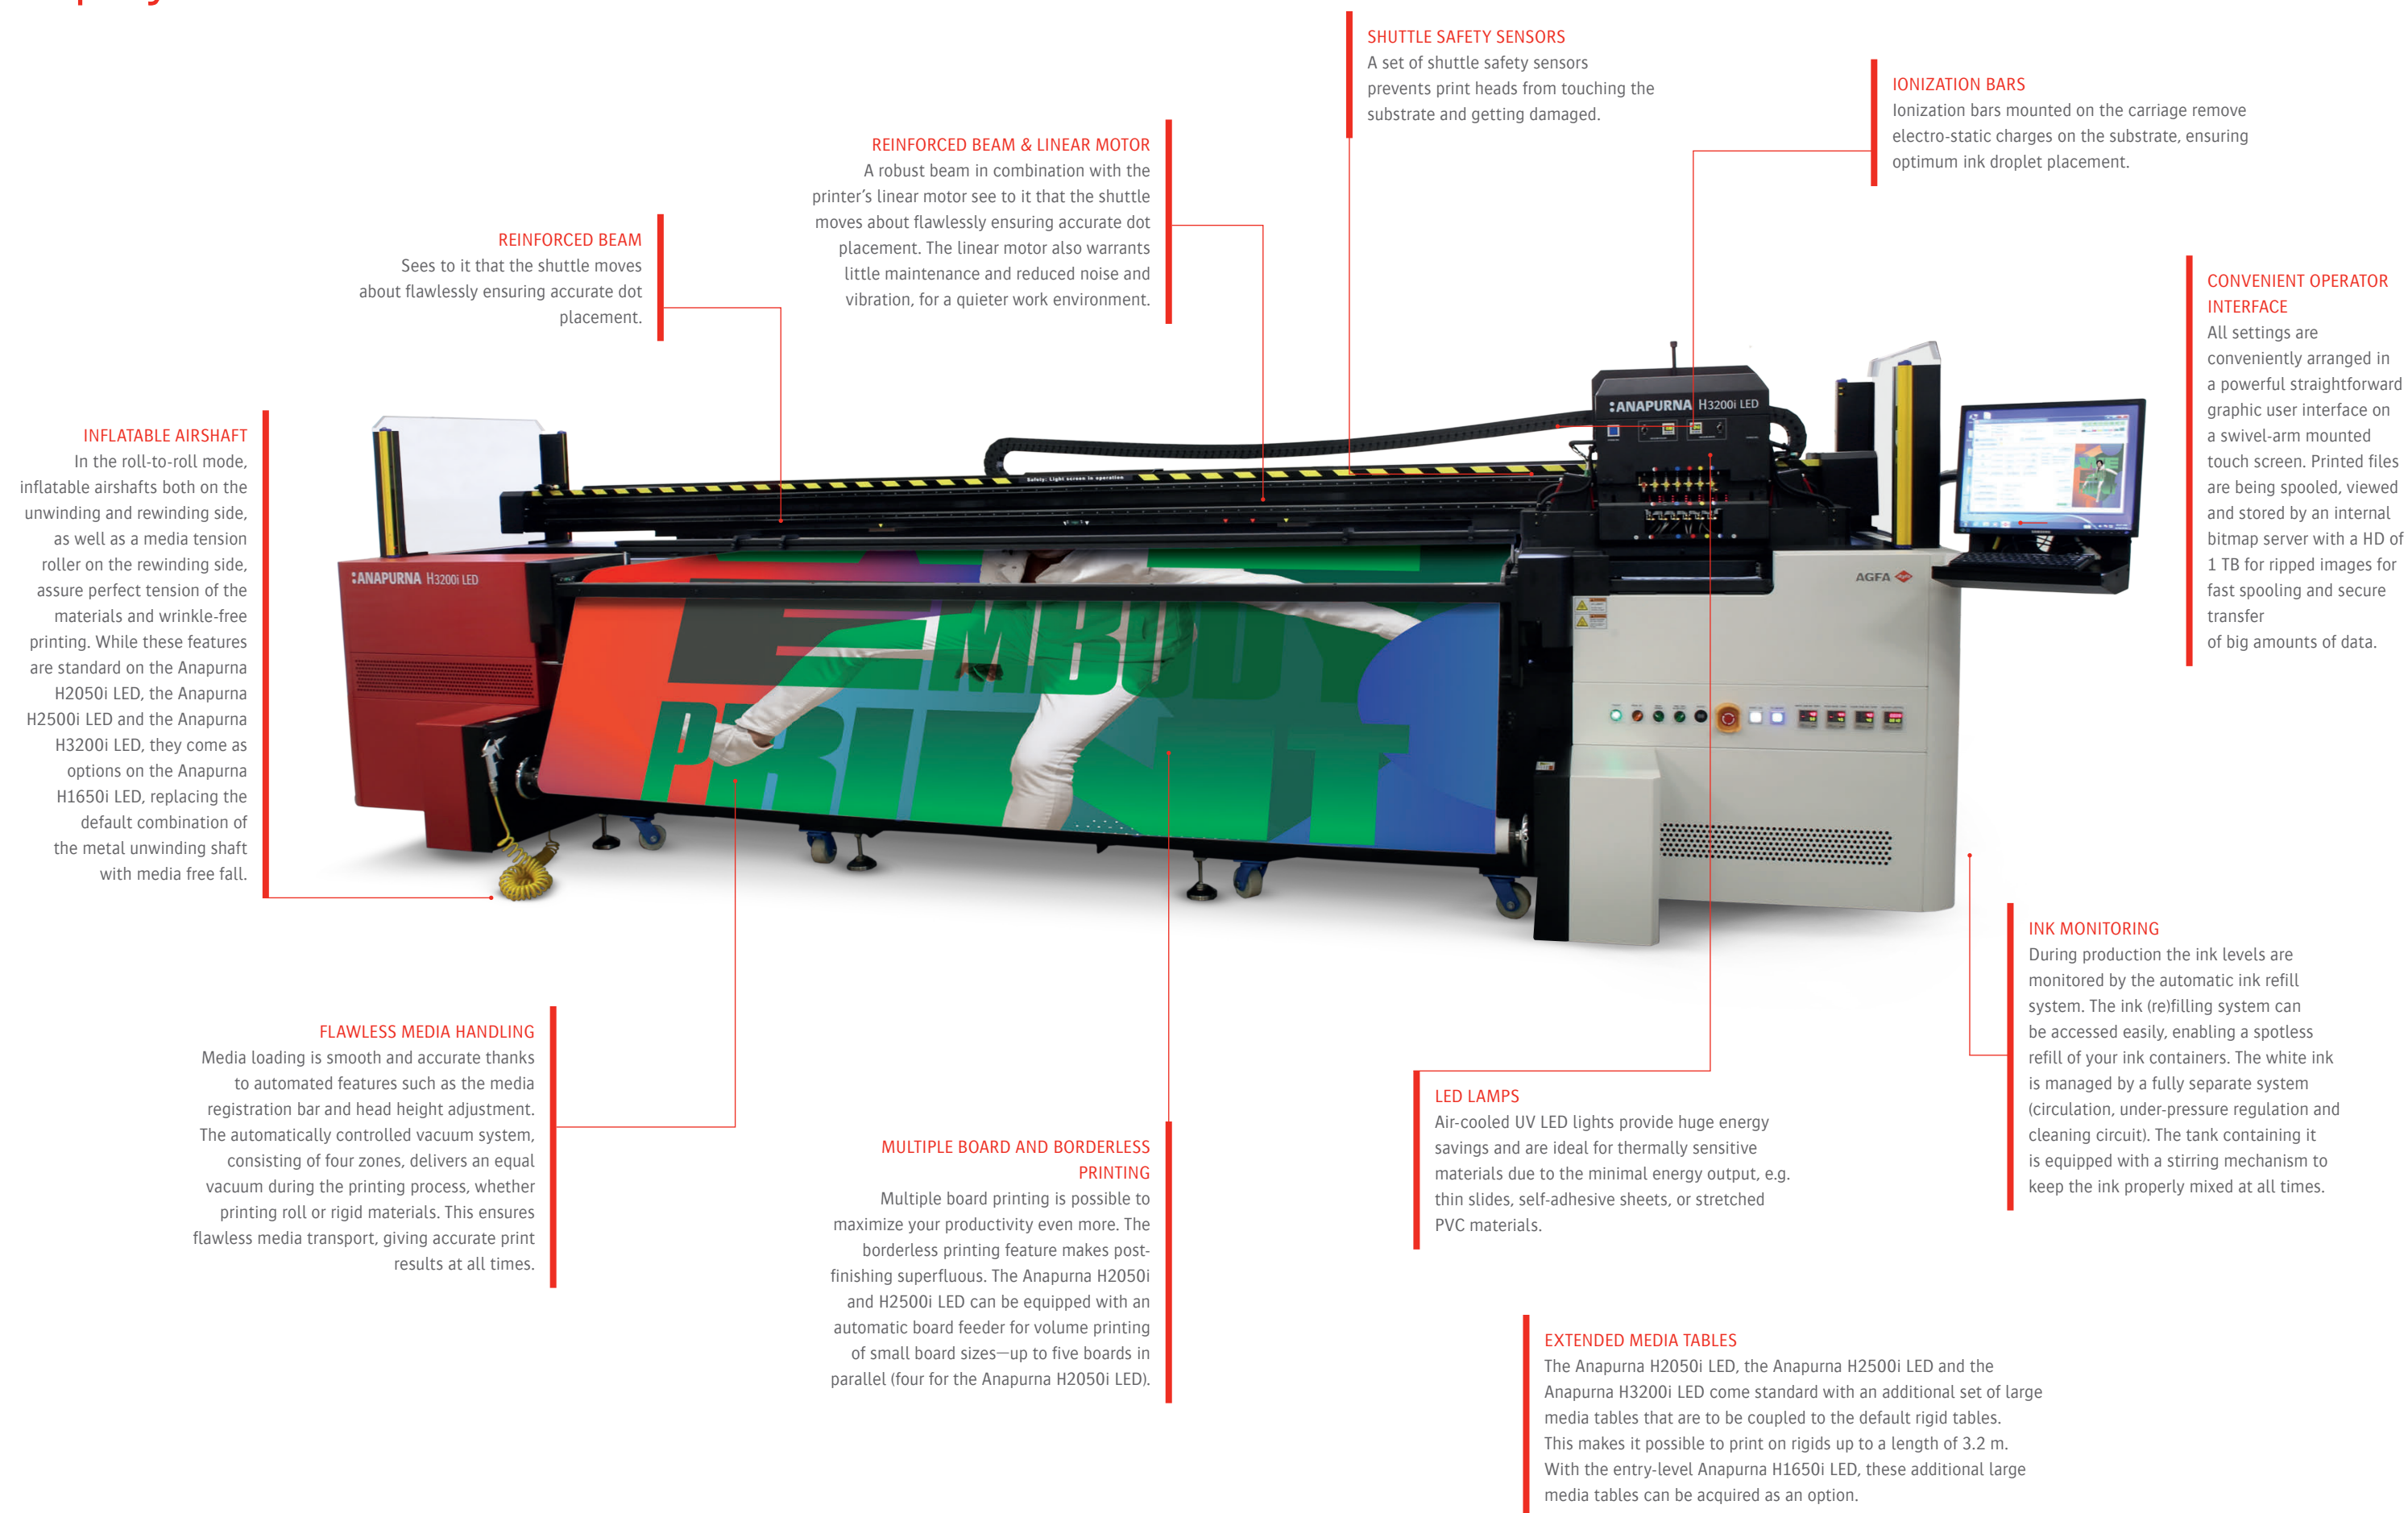 SHUTTLE SAFETY SENSORS
A set of shuttle safety sensors
prevents print heads from touching the
substrate and getting damaged.
IONIZATION BARS
Ionization bars mounted on the carriage remove
electro-static charges on the substrate, ensuring
optimum ink droplet placement.
REINFORCED BEAM & LINEAR MOTOR
A robust beam in combination with the
printer’s linear motor see to it that the shuttle
moves about flawlessly ensuring accurate dot
placement. The linear motor also warrants
little maintenance and reduced noise and
vibration, for a quieter work environment.
REINFORCED BEAM
Sees to it that the shuttle moves
about flawlessly ensuring accurate dot
placement.
CONVENIENT OPERATOR
INTERFACE
All settings are
conveniently arranged in
a powerful straightforward
graphic user interface on
a swivel-arm mounted
touch screen. Printed files
are being spooled, viewed
and stored by an internal
bitmap server with a HD of
1 TB for ripped images for
fast spooling and secure
transfer
of big amounts of data.
INFLATABLE AIRSHAFT
In the roll-to-roll mode,
inflatable airshafts both on the
unwinding and rewinding side,
as well as a media tension
roller on the rewinding side,
assure perfect tension of the
materials and wrinkle-free
printing. While these features
are standard on the Anapurna
H2050i LED, the Anapurna
H2500i LED and the Anapurna
H3200i LED, they come as
options on the Anapurna
H1650i LED, replacing the
default combination of
the metal unwinding shaft
with media free fall.
:ANAPURNA H3200i LED
Safety: Light screen in operation
:ANAPURNA H3200i LED
AGFA
EMBODY
PRINT
INK MONITORING
During production the ink levels are
monitored by the automatic ink refill
system. The ink (re)filling system can
be accessed easily, enabling a spotless
refill of your ink containers. The white ink
is managed by a fully separate system
(circulation, under-pressure regulation and
cleaning circuit). The tank containing it
is equipped with a stirring mechanism to
keep the ink properly mixed at all times.
FLAWLESS MEDIA HANDLING
Media loading is smooth and accurate thanks
to automated features such as the media
registration bar and head height adjustment.
The automatically controlled vacuum system,
consisting of four zones, delivers an equal
vacuum during the printing process, whether
printing roll or rigid materials. This ensures
flawless media transport, giving accurate print
results at all times.
LED LAMPS
Air-cooled UV LED lights provide huge energy
savings and are ideal for thermally sensitive
materials due to the minimal energy output, e.g.
thin slides, self-adhesive sheets, or stretched
PVC materials.
MULTIPLE BOARD AND BORDERLESS
PRINTING
Multiple board printing is possible to
maximize your productivity even more. The
borderless printing feature makes post-
finishing superfluous. The Anapurna H2050i
and H2500i LED can be equipped with an
automatic board feeder for volume printing
of small board sizes—up to five boards in
parallel (four for the Anapurna H2050i LED).
EXTENDED MEDIA TABLES
The Anapurna H2050i LED, the Anapurna H2500i LED and the
Anapurna H3200i LED come standard with an additional set of large
media tables that are to be coupled to the default rigid tables.
This makes it possible to print on rigids up to a length of 3.2 m.
With the entry-level Anapurna H1650i LED, these additional large
media tables can be acquired as an option.